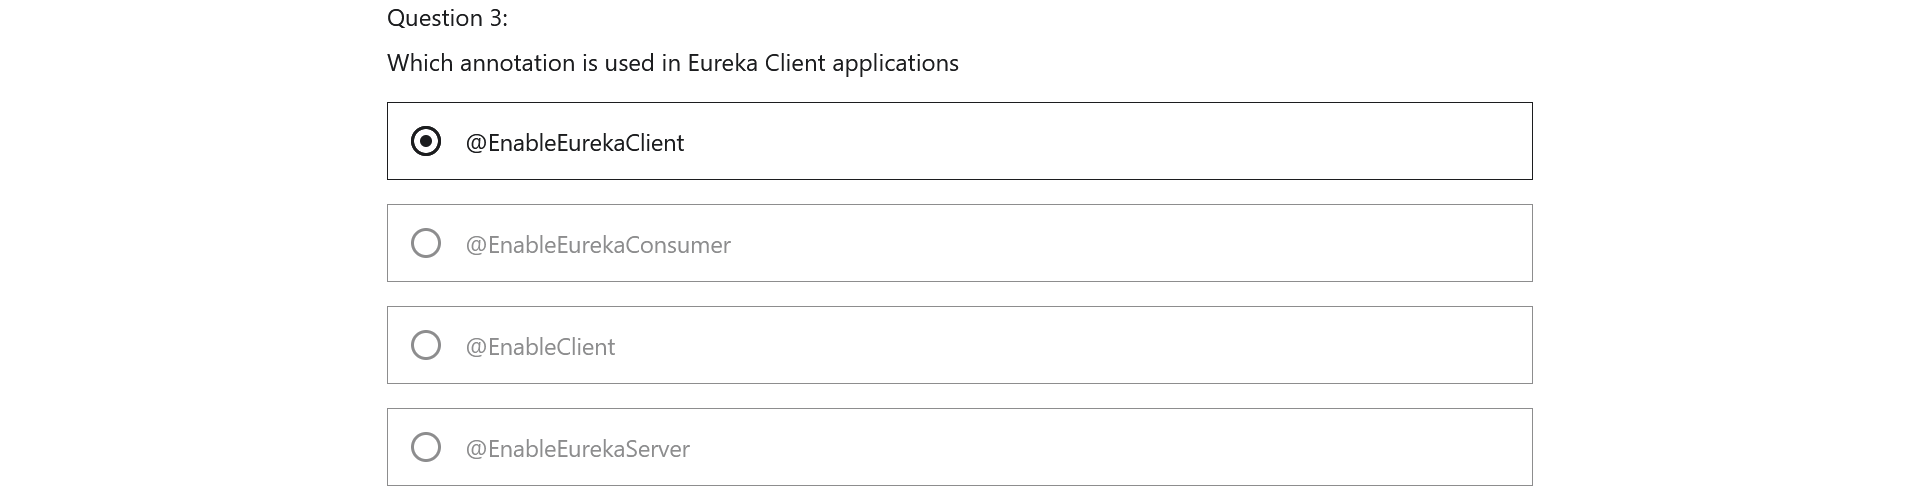 Question 3:
Which annotation is used in Eureka Client applications
@EnableEurekaClient
@EnableEurekaConsumer
@EnableClient
@EnableEurekaServer